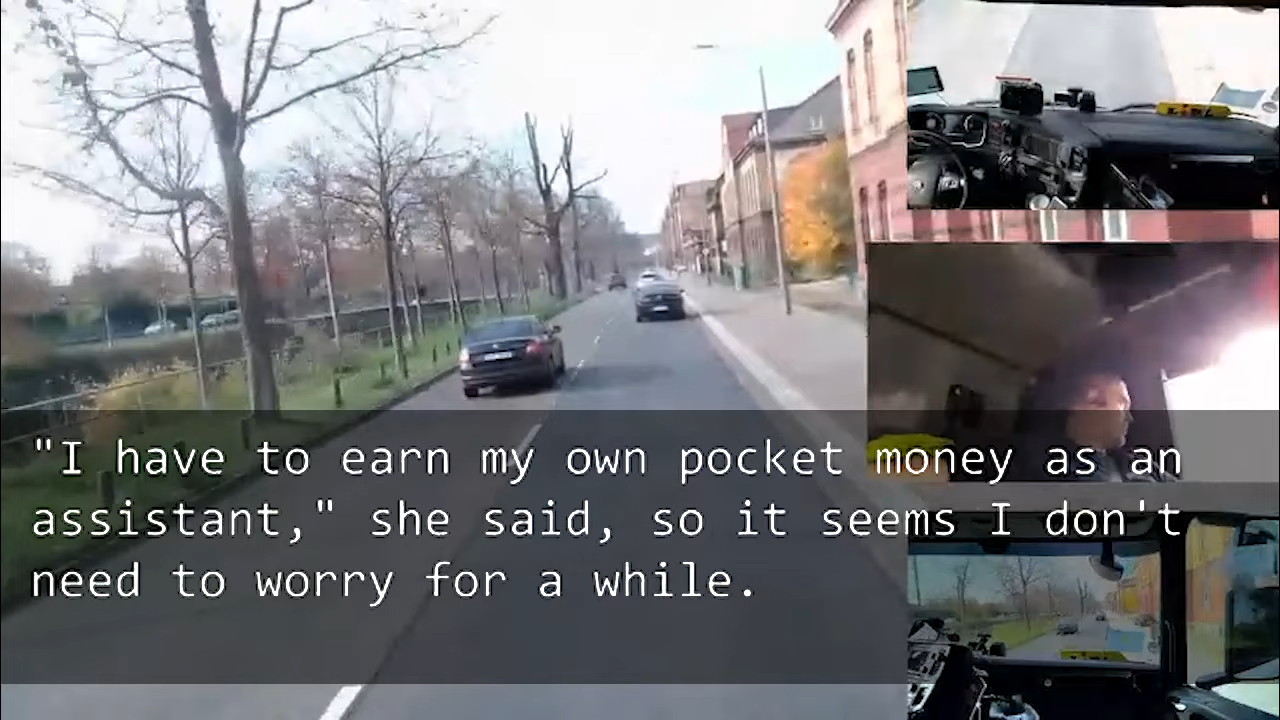 "I have to earn my own pocket money as an
assistant," she said, so it seems I don't
need to worry for a while.